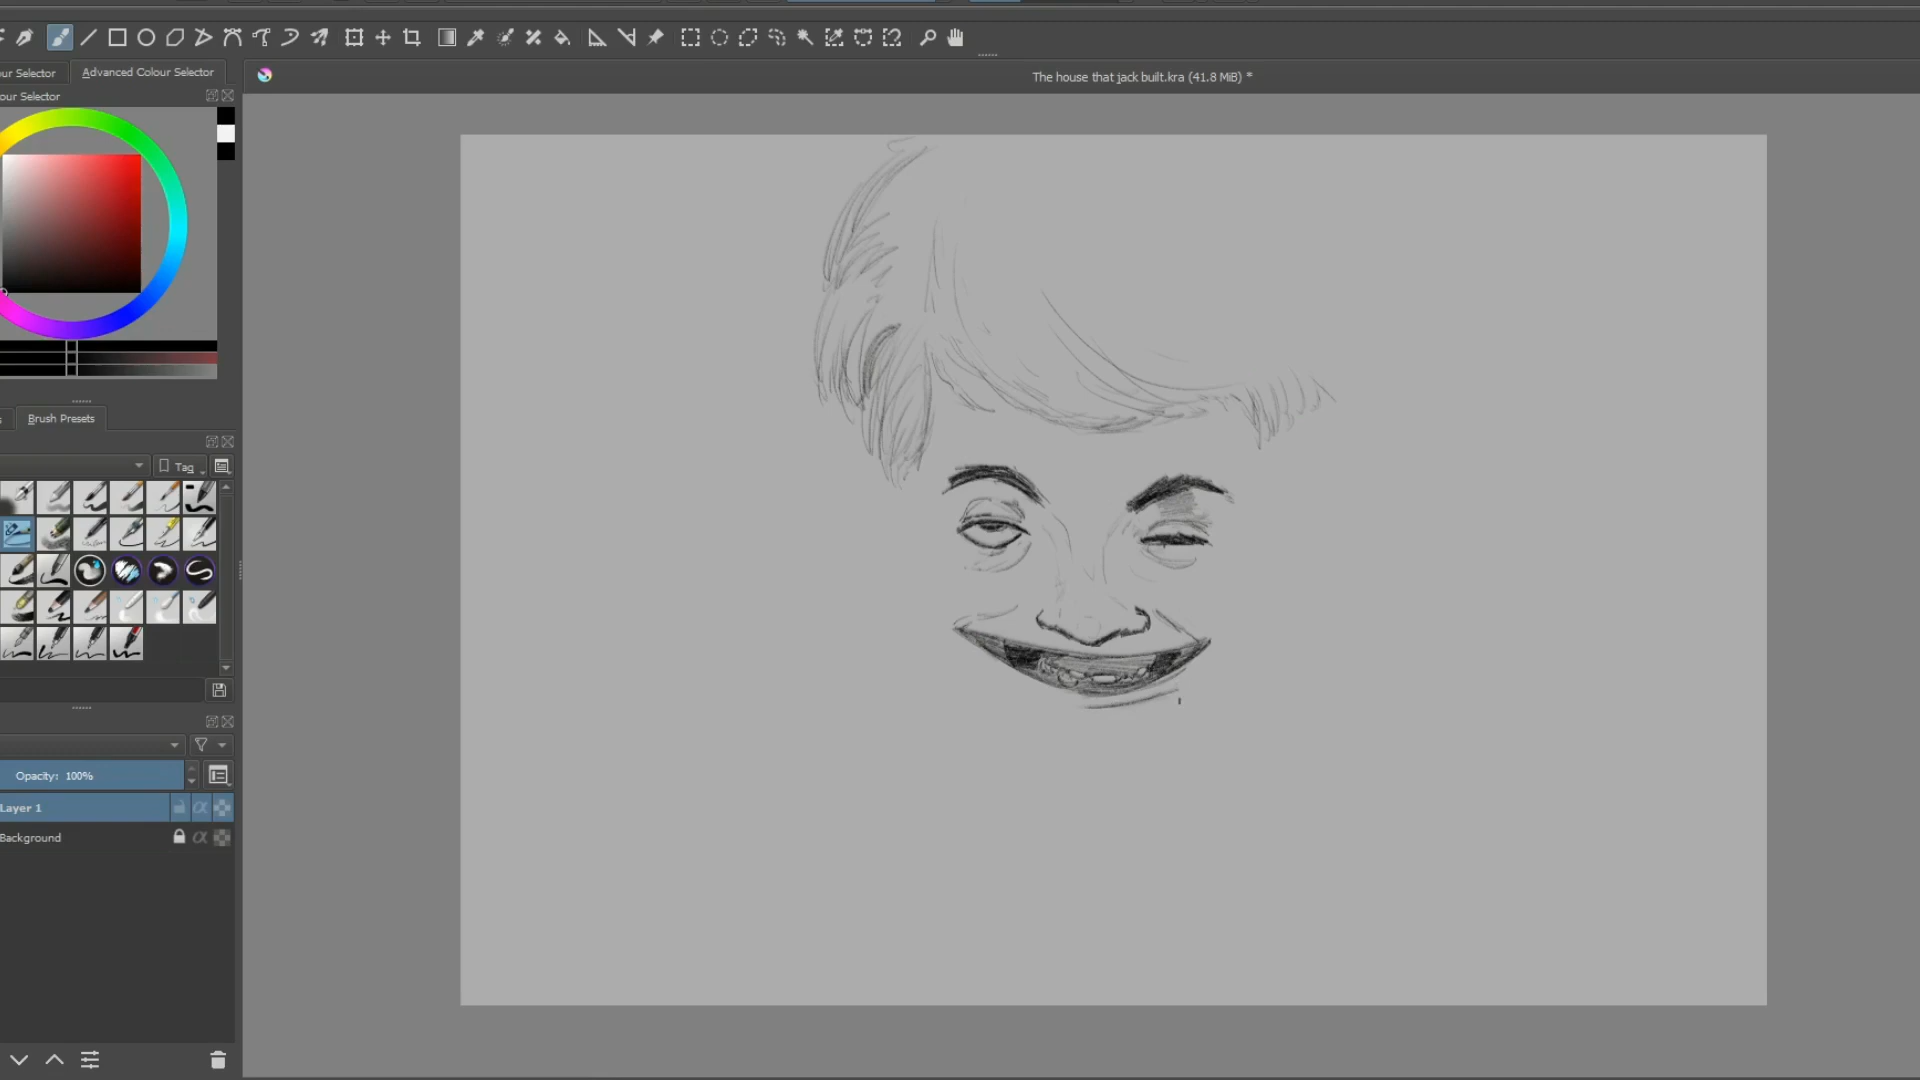 our Selector
Advanced Colour Selector
The house that jack built.kra (41.8 MiB) *
our Selector
Brush Presets
Tag
Opacity: 100%
Layer 1
Background